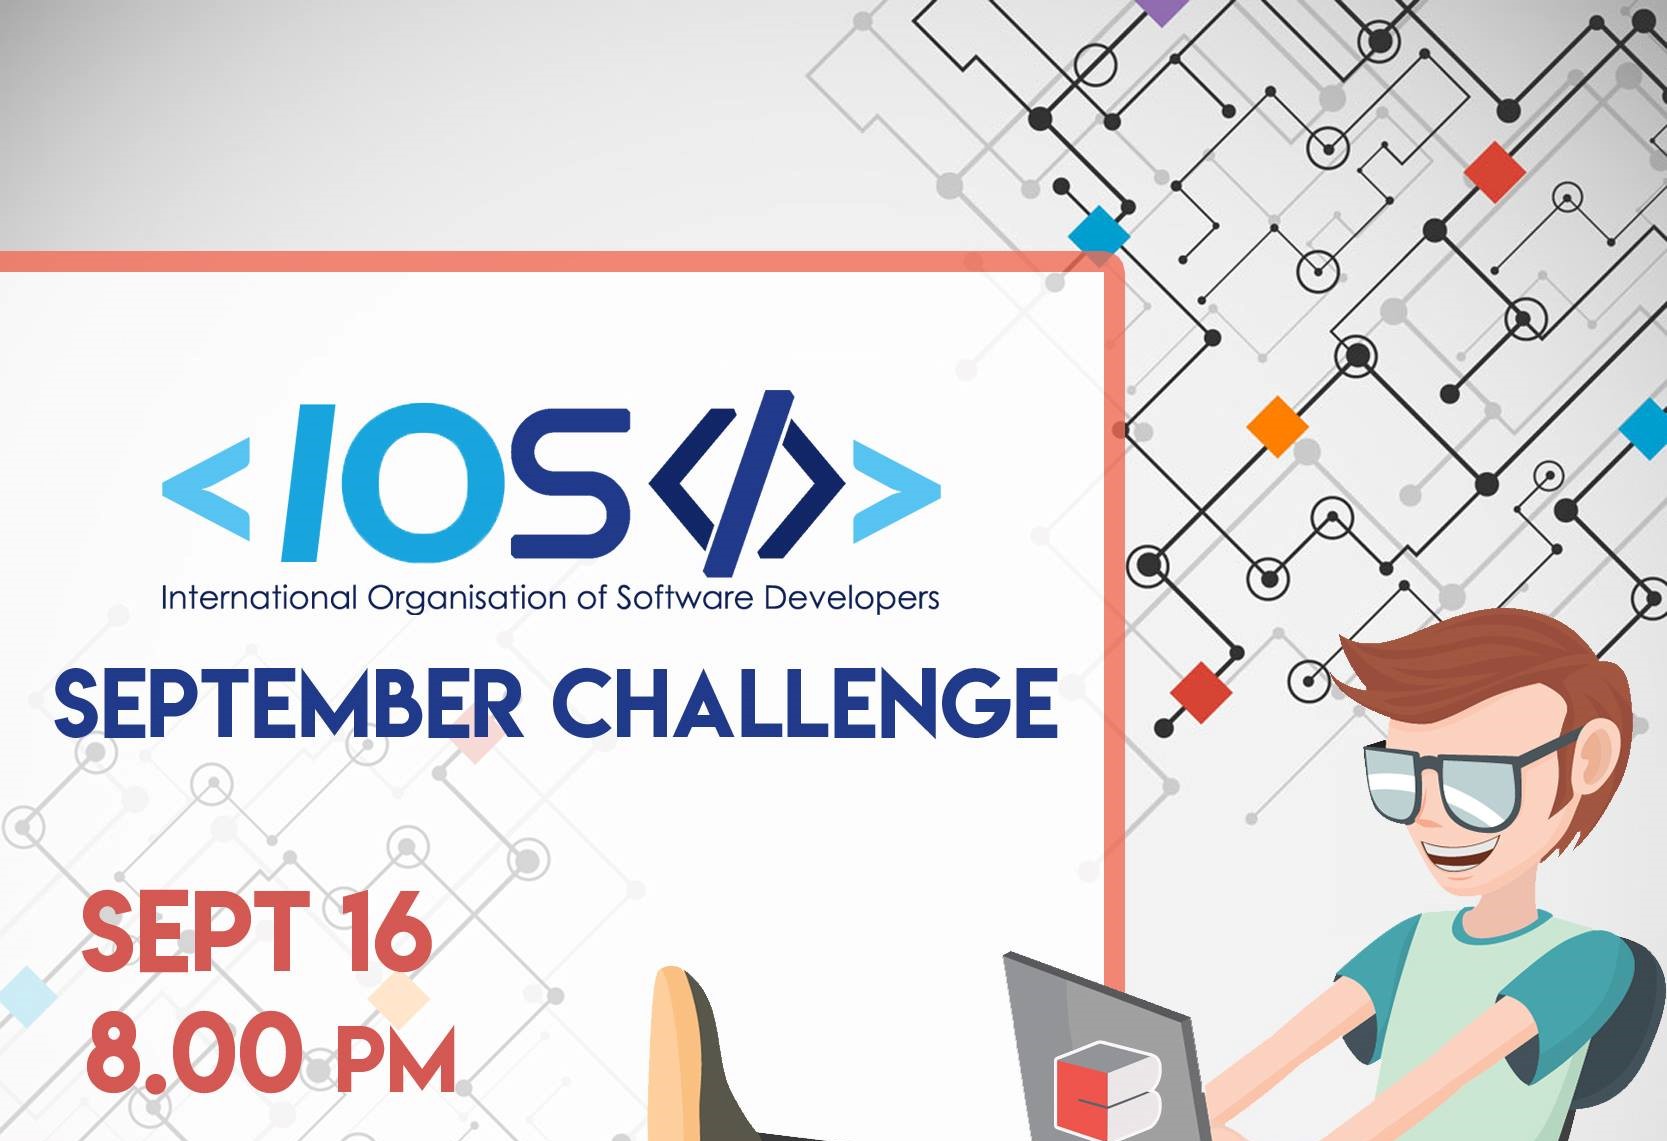 <IOS</>>
International Organisation of Software Developers
SEPTEMBER CHALLENGE
SEPT 16
8.00 PM